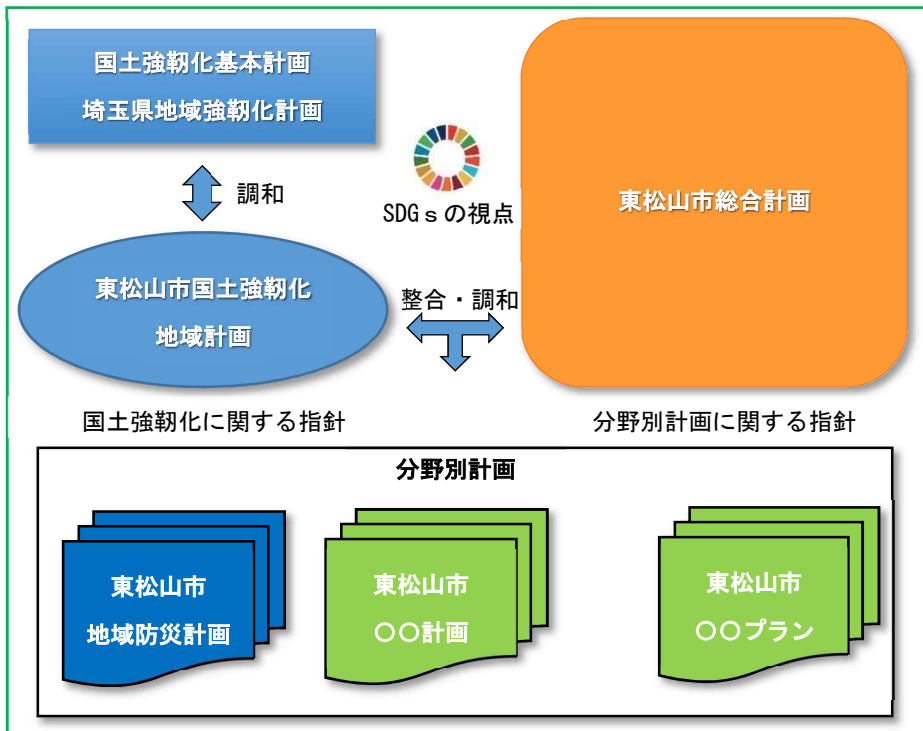 国土強靭化基本計画
埼玉県地域強靭化計画
調和
SDGｓの視点
東松山市総合計画
東松山市国土強靭化
地域計画
整合・調和
国土強靭化に関する指針
分野別計画に関する指針
分野別計画
東松山市
地域防災計画
東松山市
〇〇計画
東松山市
〇〇プラン